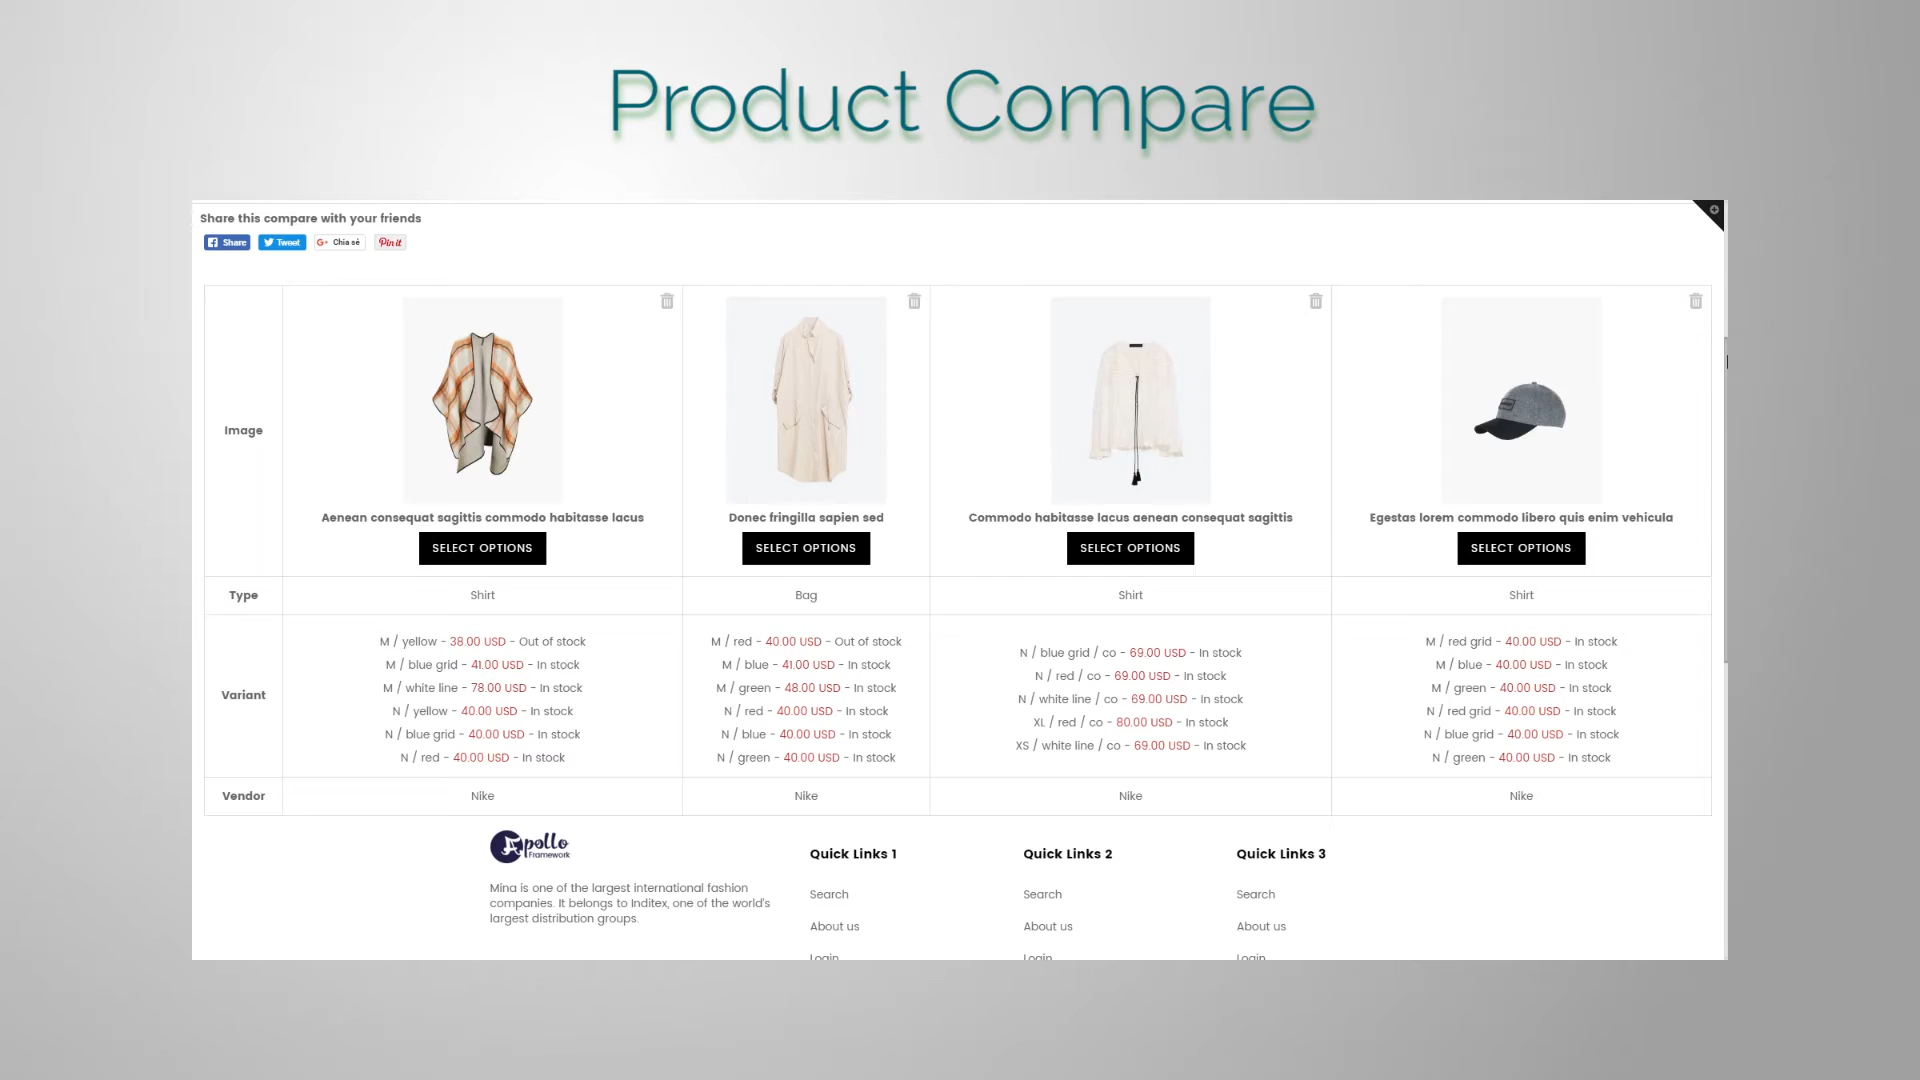 Product Compare
Share this compare with your friends
Share Tweet G+ Chia sẻ Pin it
Image
Aenean consequat sagittis commodo habitasse lacus
SELECT OPTIONS
Donec fringilla sapien sed
SELECT OPTIONS
Commodo habitasse lacus aenean consequat sagittis
SELECT OPTIONS
Egestas lorem commodo libero quis enim vehicula
SELECT OPTIONS
Type
Shirt
Bag
Shirt
Shirt
Variant
M / yellow - 38.00 USD - Out of stock
M / blue grid - 41.00 USD - In stock
M / white line - 78.00 USD - In stock
N / yellow - 40.00 USD - In stock
N / blue grid - 40.00 USD - In stock
N / red - 40.00 USD - In stock
M / red - 40.00 USD - Out of stock
M / blue - 41.00 USD - In stock
M / green - 48.00 USD - In stock
N / red - 40.00 USD - In stock
N / blue - 40.00 USD - In stock
N / green - 40.00 USD - In stock
N / blue grid / co - 69.00 USD - In stock
N / red / co - 69.00 USD - In stock
N / white line / co - 69.00 USD - In stock
XL / red / co - 80.00 USD - In stock
XS / white line / co - 69.00 USD - In stock
M / red grid - 40.00 USD - In stock
M / blue - 40.00 USD - In stock
M / green - 40.00 USD - In stock
N / red grid - 40.00 USD - In stock
N / blue grid - 40.00 USD - In stock
N / green - 40.00 USD - In stock
Vendor
Nike
Nike
Nike
Nike
Apollo
Framework
Mina is one of the largest international fashion
companies. It belongs to Inditex, one of the world's
largest distribution groups.
Quick Links 1
Search
About us
Login
Quick Links 2
Search
About us
Login
Quick Links 3
Search
About us
Login